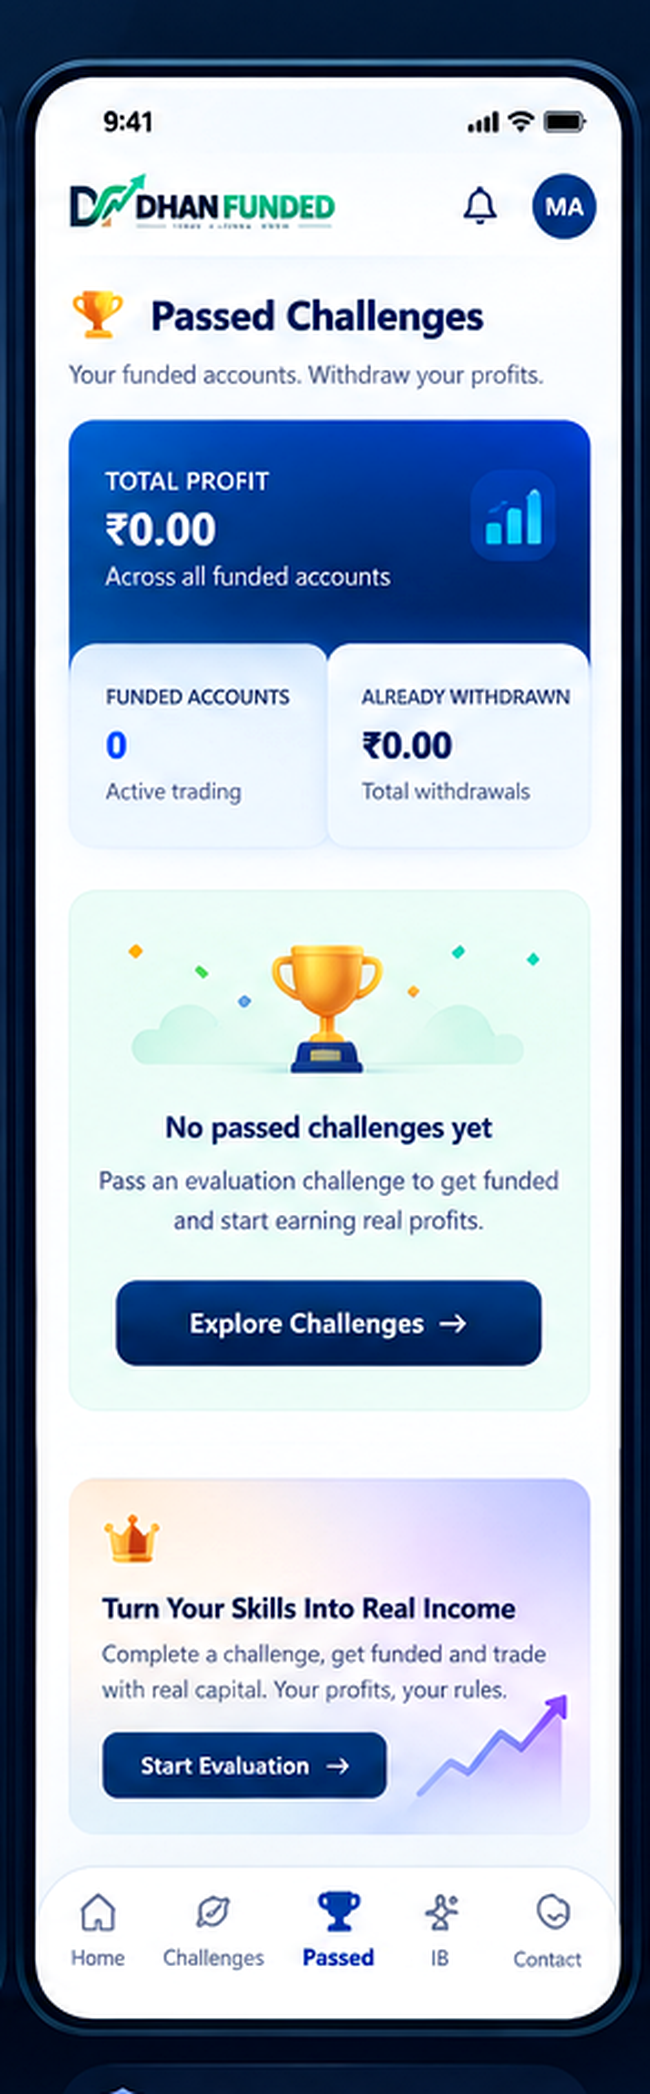 9:41
DHAN FUNDED
MA
Passed Challenges
Your funded accounts. Withdraw your profits.
TOTAL PROFIT
₹0.00
Across all funded accounts
FUNDED ACCOUNTS
0
Active trading
ALREADY WITHDRAWN
₹0.00
Total withdrawals
No passed challenges yet
Pass an evaluation challenge to get funded
and start earning real profits.
Explore Challenges →
Turn Your Skills Into Real Income
Complete a challenge, get funded and trade
with real capital. Your profits, your rules.
Start Evaluation →
Home
Challenges
Passed
IB
Contact